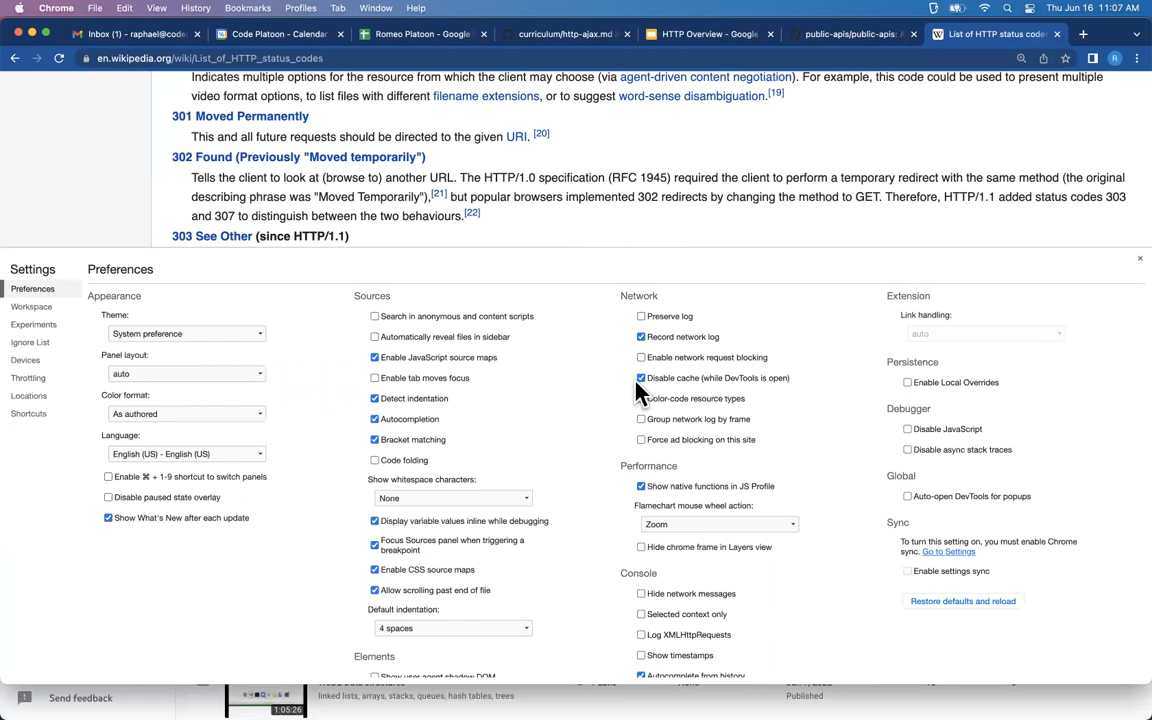 Chrome File Edit View History Bookmarks Profiles Tab Window Help Thu Jun 16 11:07 AM
Inbox (1) - raphael@code Code Platoon - Calendar Romeo Platoon - Google curriculum/http-ajax.md HTTP Overview - Google public-apis/public-apis: A List of HTTP status codes
en.wikipedia.org/wiki/List_of_HTTP_status_codes R
Indicates multiple options for the resource from which the client may choose (via agent-driven content negotiation). For example, this code could be used to present multiple
video format options, to list files with different filename extensions, or to suggest word-sense disambiguation.[19]
301 Moved Permanently
This and all future requests should be directed to the given URI. [20]
302 Found (Previously "Moved temporarily")
Tells the client to look at (browse to) another URL. The HTTP/1.0 specification (RFC 1945) required the client to perform a temporary redirect with the same method (the original
describing phrase was "Moved Temporarily"),[21] but popular browsers implemented 302 redirects by changing the method to GET. Therefore, HTTP/1.1 added status codes 303
and 307 to distinguish between the two behaviours.[22]
303 See Other (since HTTP/1.1)
Settings
Preferences
Workspace
Experiments
Ignore List
Devices
Throttling
Locations
Shortcuts
Preferences
Appearance
Theme:
System preference
Panel layout:
auto
Color format:
As authored
Language:
English (US) - English (US)
Enable ⌘ + 1-9 shortcut to switch panels
Disable paused state overlay
Show What's New after each update
Sources
Search in anonymous and content scripts
Automatically reveal files in sidebar
Enable JavaScript source maps
Enable tab moves focus
Detect indentation
Autocompletion
Bracket matching
Code folding
Show whitespace characters:
None
Display variable values inline while debugging
Focus Sources panel when triggering a
breakpoint
Enable CSS source maps
Allow scrolling past end of file
Default indentation:
4 spaces
Elements
Show user agent shadow DOM
Network
Preserve log
Record network log
Enable network request blocking
Disable cache (while DevTools is open)
Color-code resource types
Group network log by frame
Force ad blocking on this site
Performance
Show native functions in JS Profile
Flamechart mouse wheel action:
Zoom
Hide chrome frame in Layers view
Console
Hide network messages
Selected context only
Log XMLHttpRequests
Show timestamps
Autocomplete from history
Extension
Link handling:
auto
Persistence
Enable Local Overrides
Debugger
Disable JavaScript
Disable async stack traces
Global
Auto-open DevTools for popups
Sync
To turn this setting on, you must enable Chrome
sync. Go to Settings
Enable settings sync
Restore defaults and reload
Send feedback
1:05:26
linked lists, arrays, stacks, queues, hash tables, trees
Published